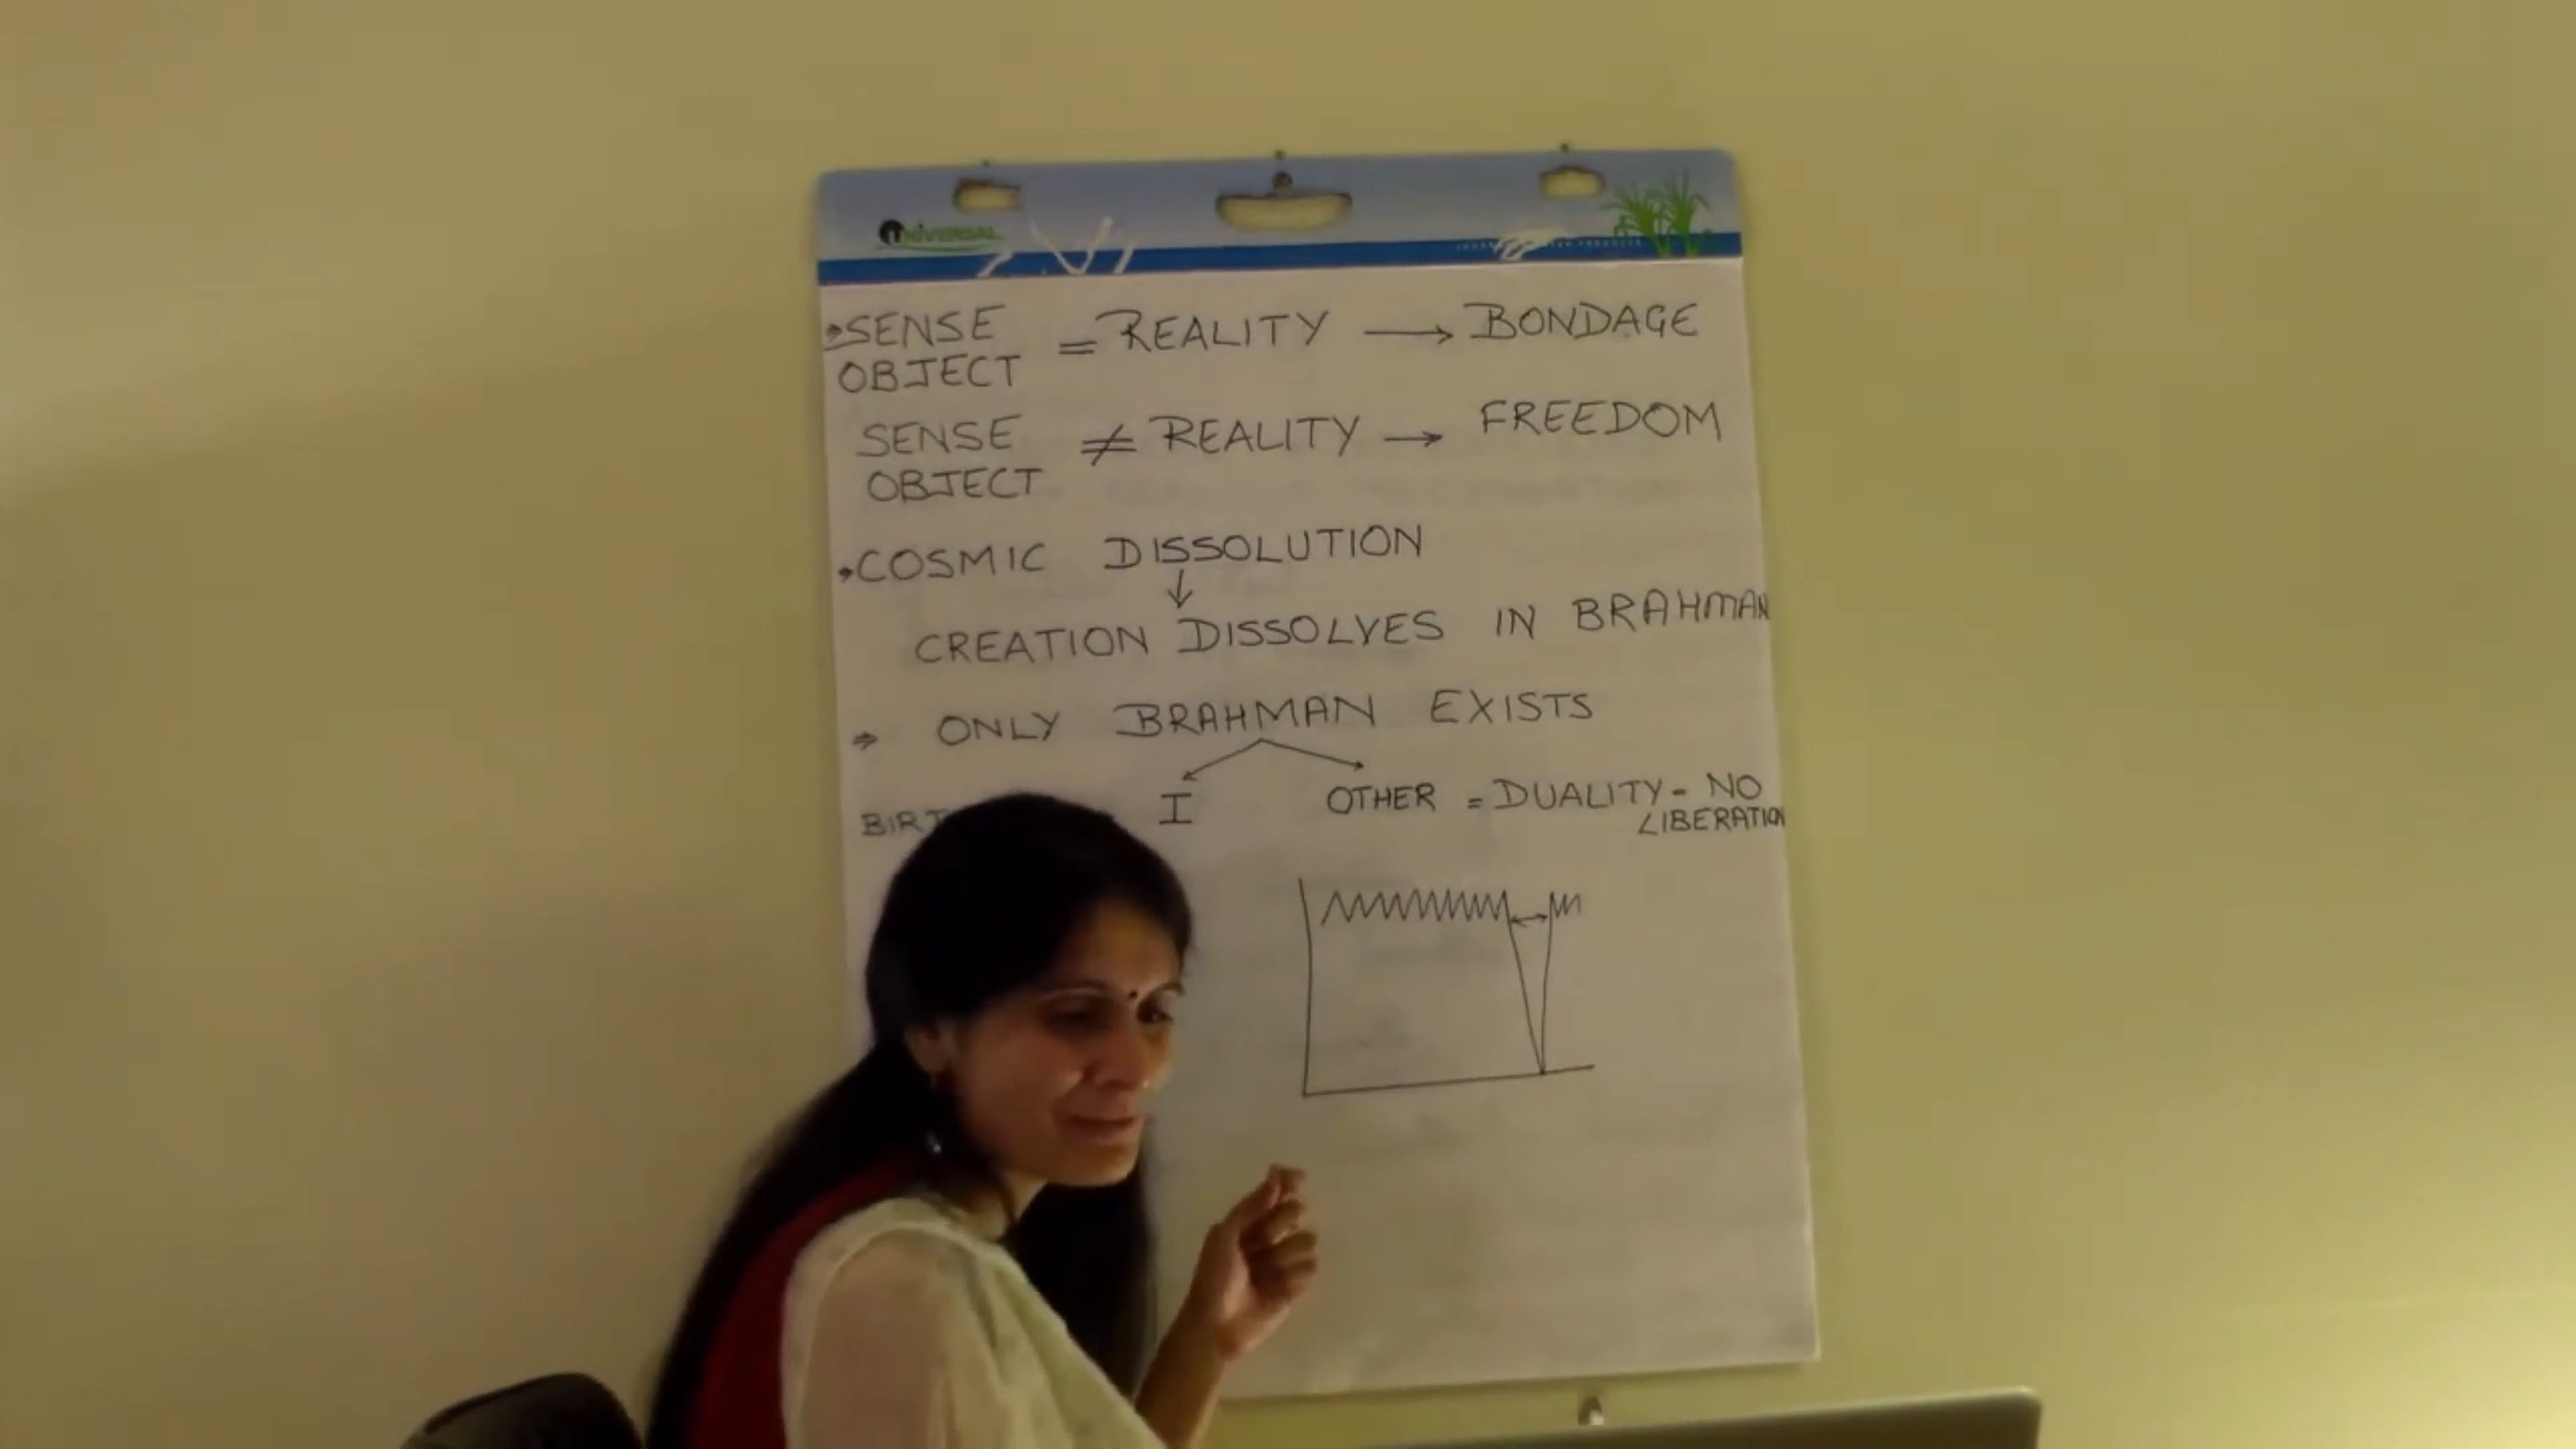 UNIVERSAL
SENSE OBJECT = REALITY → BONDAGE
SENSE OBJECT ≠ REALITY → FREEDOM
COSMIC DISSOLUTION
↓
CREATION DISSOLVES IN BRAHMAN
⇒ ONLY BRAHMAN EXISTS
I OTHER = DUALITY - NO LIBERATION